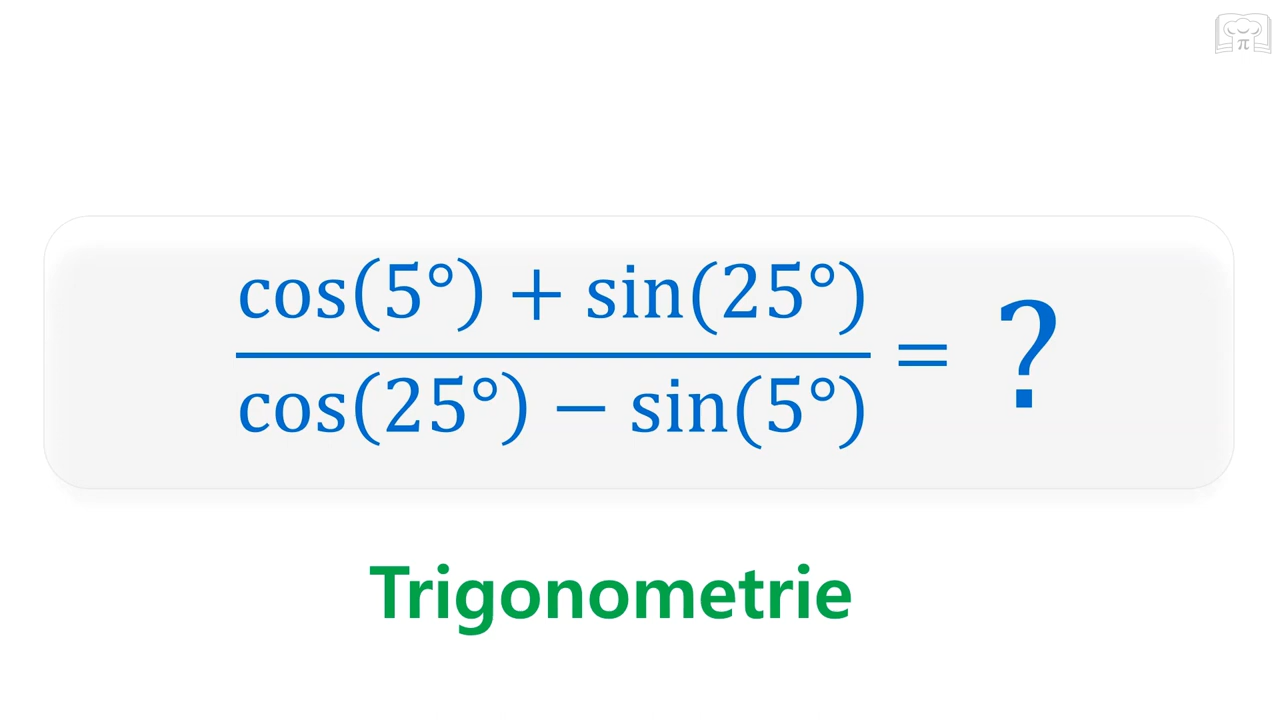 cos(5°) + sin(25°)
cos(25°) − sin(5°)
= ?
Trigonometrie
π